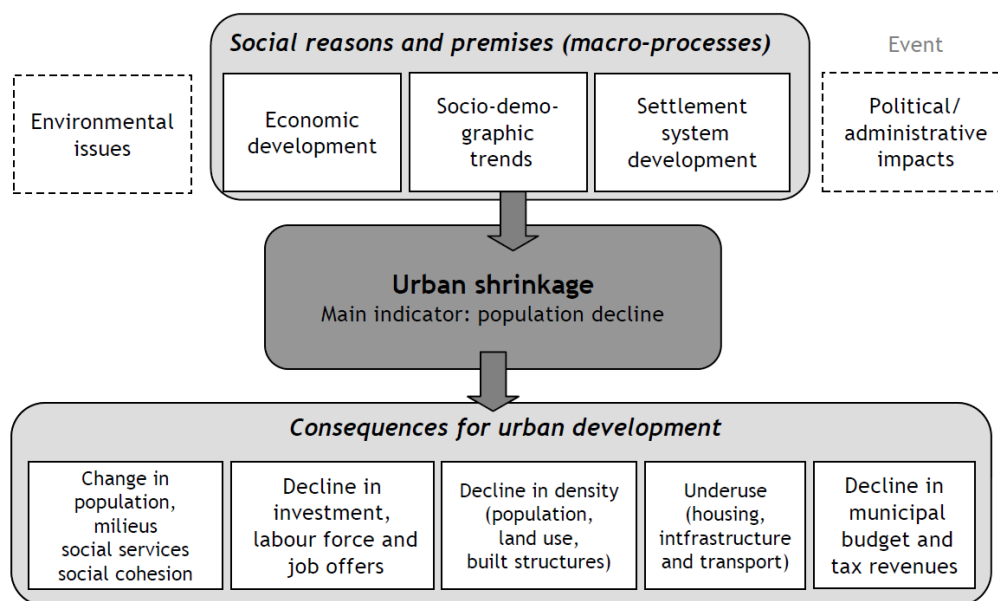 Social reasons and premises (macro-processes)
Event
Environmental
issues
Economic
development
Socio-demo-
graphic
trends
Settlement
system
development
Political/
administrative
impacts
Urban shrinkage
Main indicator: population decline
Consequences for urban development
Change in
population,
milieus
social services
social cohesion
Decline in
investment,
labour force and
job offers
Decline in density
(population,
land use,
built structures)
Underuse
(housing,
intfrastructure
and transport)
Decline in
municipal
budget and
tax revenues